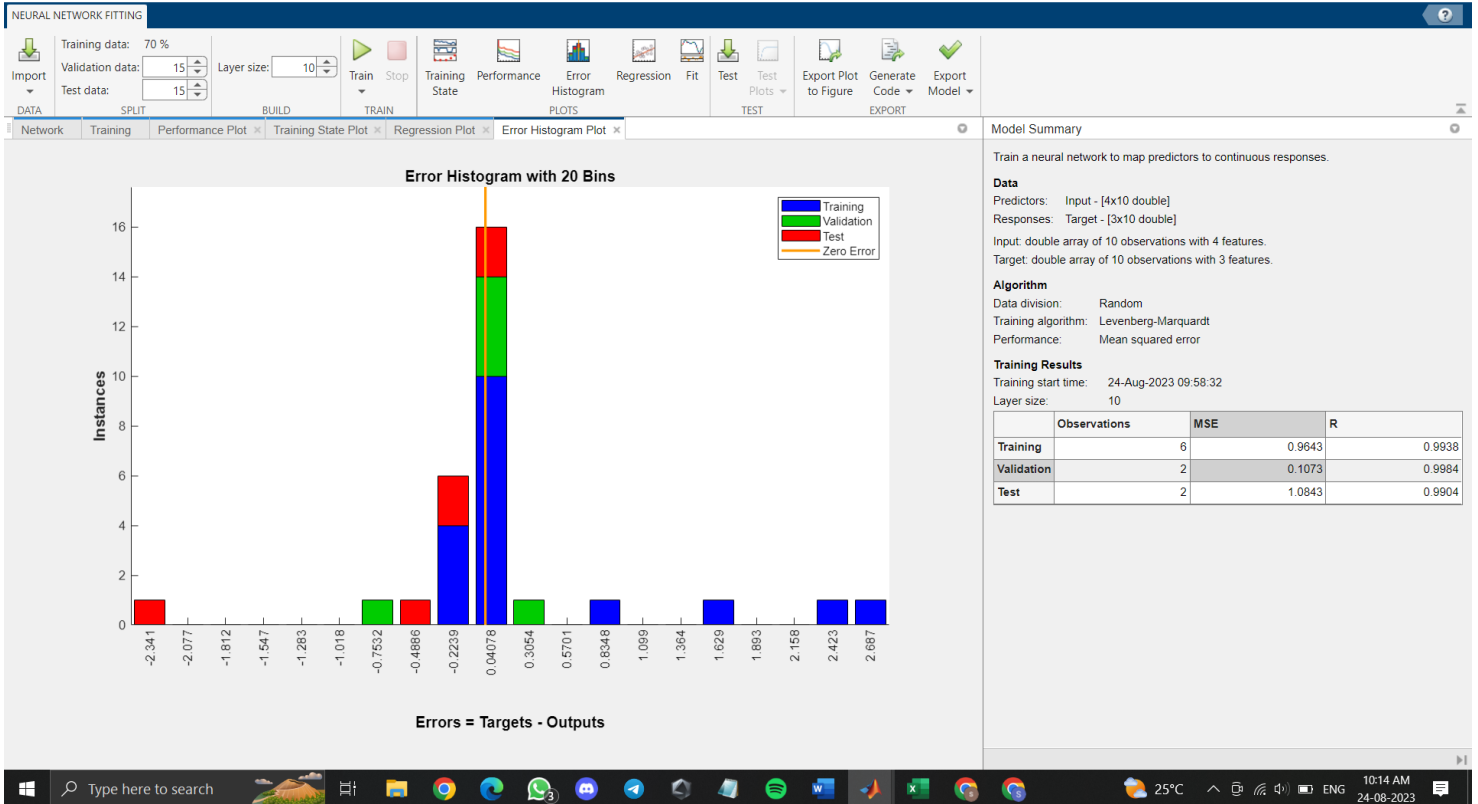 NEURAL NETWORK FITTING
?
Import
Training data: 70 %
Validation data: 15
Test data: 15
Layer size: 10
Train
Stop
Training State
Performance
Error Histogram
Regression
Fit
Test
Test Plots
Export Plot to Figure
Generate Code
Export Model
DATA SPLIT BUILD TRAIN PLOTS TEST EXPORT
Network Training Performance Plot × Training State Plot × Regression Plot × Error Histogram Plot ×
Error Histogram with 20 Bins
Training
Validation
Test
Zero Error
16
14
12
10
8
6
4
2
0
Instances
-2.341
-2.077
-1.812
-1.547
-1.283
-1.018
-0.7532
-0.4886
-0.2239
0.04078
0.3054
0.5701
0.8348
1.099
1.364
1.629
1.893
2.158
2.423
2.687
Errors = Targets - Outputs
Model Summary
Train a neural network to map predictors to continuous responses.
Data
Predictors: Input - [4x10 double]
Responses: Target - [3x10 double]
Input: double array of 10 observations with 4 features.
Target: double array of 10 observations with 3 features.
Algorithm
Data division: Random
Training algorithm: Levenberg-Marquardt
Performance: Mean squared error
Training Results
Training start time: 24-Aug-2023 09:58:32
Layer size: 10
Observations MSE R
Training 6 0.9643 0.9938
Validation 2 0.1073 0.9984
Test 2 1.0843 0.9904
Type here to search
3
W
X
S
S
25°C
ENG
10:14 AM
24-08-2023